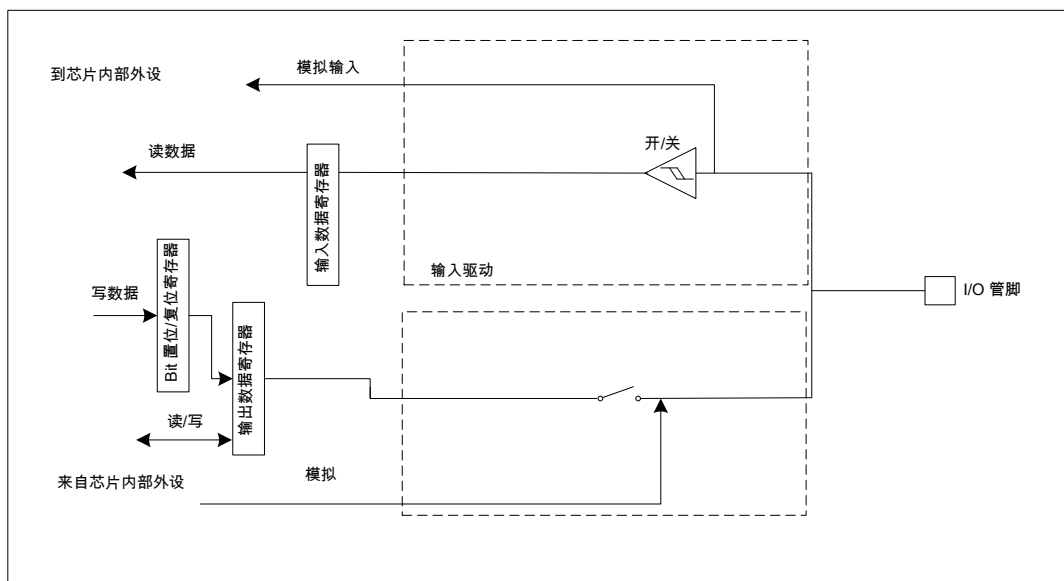 到芯片内部外设
模拟输入
开/关
读数据
输入数据寄存器
输入驱动
I/O 管脚
写数据
Bit 置位/复位寄存器
输出数据寄存器
读/写
模拟
来自芯片内部外设